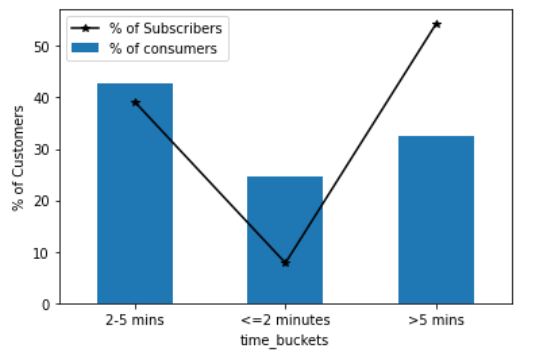 % of Subscribers
% of consumers
% of Customers
50
40
30
20
10
0
2-5 mins
<=2 minutes
>5 mins
time_buckets